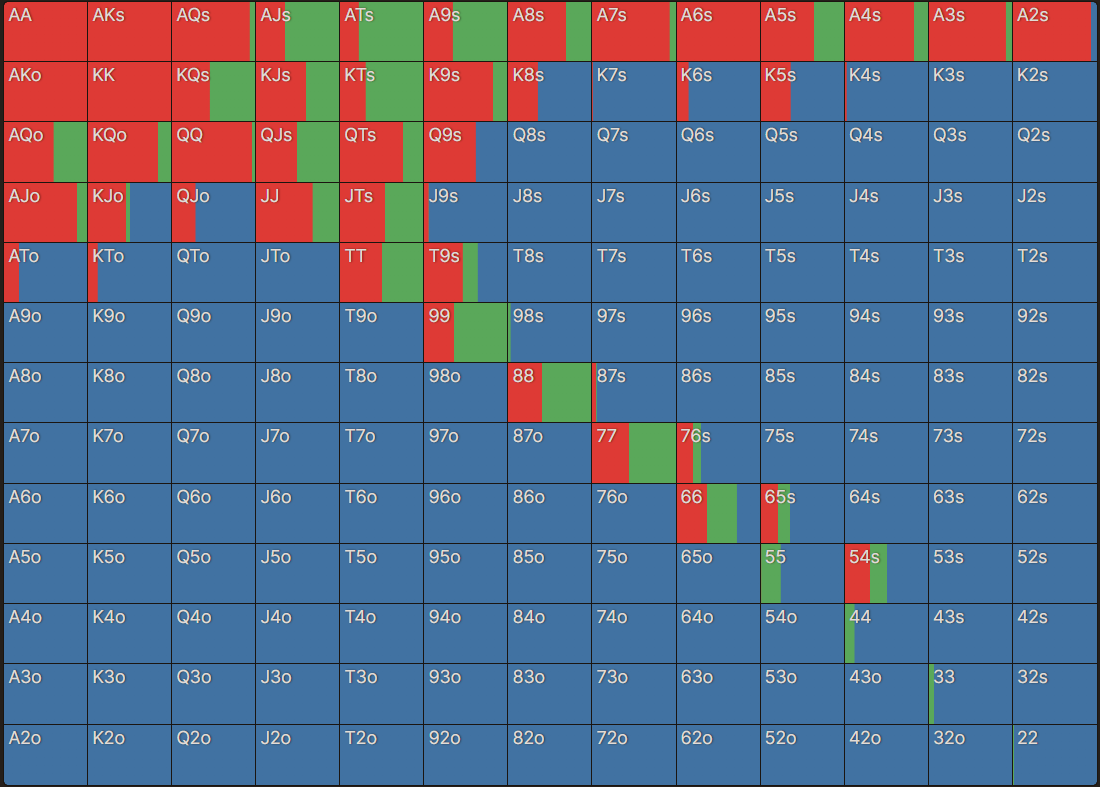 AA AKs AQs AJs ATs A9s A8s A7s A6s A5s A4s A3s A2s
AKo KK KQs KJs KTs K9s K8s K7s K6s K5s K4s K3s K2s
AQo KQo QQ QJs QTs Q9s Q8s Q7s Q6s Q5s Q4s Q3s Q2s
AJo KJo QJo JJ JTs J9s J8s J7s J6s J5s J4s J3s J2s
ATo KTo QTo JTo TT T9s T8s T7s T6s T5s T4s T3s T2s
A9o K9o Q9o J9o T9o 99 98s 97s 96s 95s 94s 93s 92s
A8o K8o Q8o J8o T8o 98o 88 87s 86s 85s 84s 83s 82s
A7o K7o Q7o J7o T7o 97o 87o 77 76s 75s 74s 73s 72s
A6o K6o Q6o J6o T6o 96o 86o 76o 66 65s 64s 63s 62s
A5o K5o Q5o J5o T5o 95o 85o 75o 65o 55 54s 53s 52s
A4o K4o Q4o J4o T4o 94o 84o 74o 64o 54o 44 43s 42s
A3o K3o Q3o J3o T3o 93o 83o 73o 63o 53o 43o 33 32s
A2o K2o Q2o J2o T2o 92o 82o 72o 62o 52o 42o 32o 22